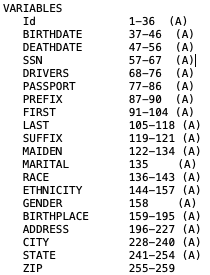 VARIABLES
Id 1-36 (A)
BIRTHDATE 37-46 (A)
DEATHDATE 47-56 (A)
SSN 57-67 (A)
DRIVERS 68-76 (A)
PASSPORT 77-86 (A)
PREFIX 87-90 (A)
FIRST 91-104 (A)
LAST 105-118 (A)
SUFFIX 119-121 (A)
MAIDEN 122-134 (A)
MARITAL 135 (A)
RACE 136-143 (A)
ETHNICITY 144-157 (A)
GENDER 158 (A)
BIRTHPLACE 159-195 (A)
ADDRESS 196-227 (A)
CITY 228-240 (A)
STATE 241-254 (A)
ZIP 255-259